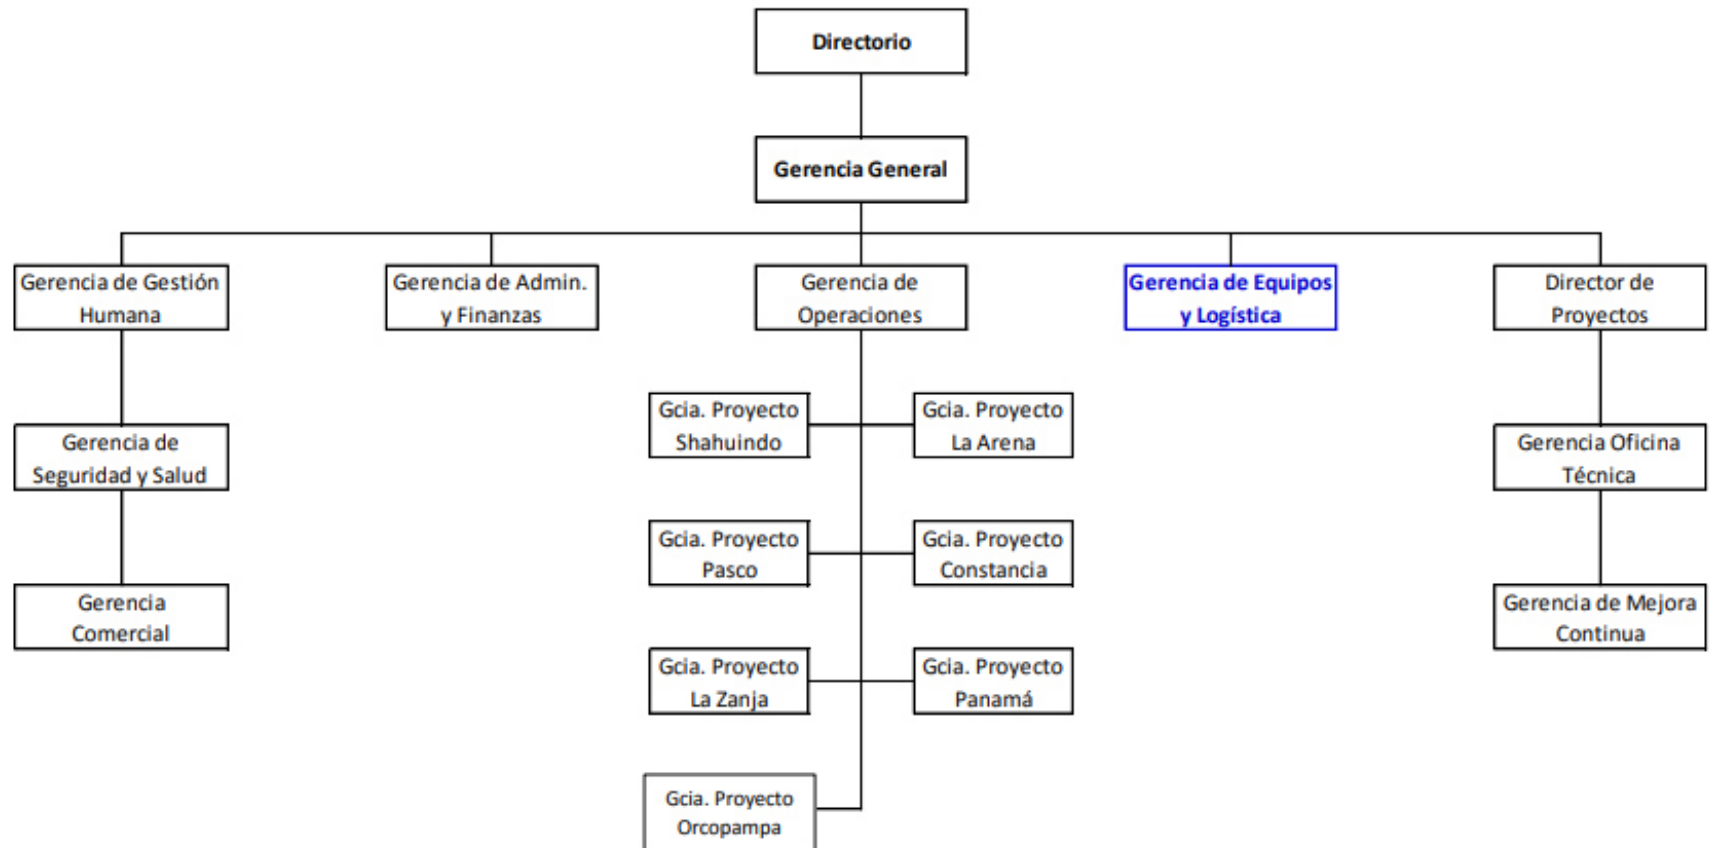 Directorio
Gerencia General
Gerencia de Gestión
Humana
Gerencia de Admin.
y Finanzas
Gerencia de
Operaciones
Gerencia de Equipos
y Logística
Director de
Proyectos
Gcia. Proyecto
Shahuindo
Gcia. Proyecto
La Arena
Gerencia de
Seguridad y Salud
Gerencia Oficina
Técnica
Gcia. Proyecto
Pasco
Gcia. Proyecto
Constancia
Gerencia
Comercial
Gerencia de Mejora
Continua
Gcia. Proyecto
La Zanja
Gcia. Proyecto
Panamá
Gcia. Proyecto
Orcopampa